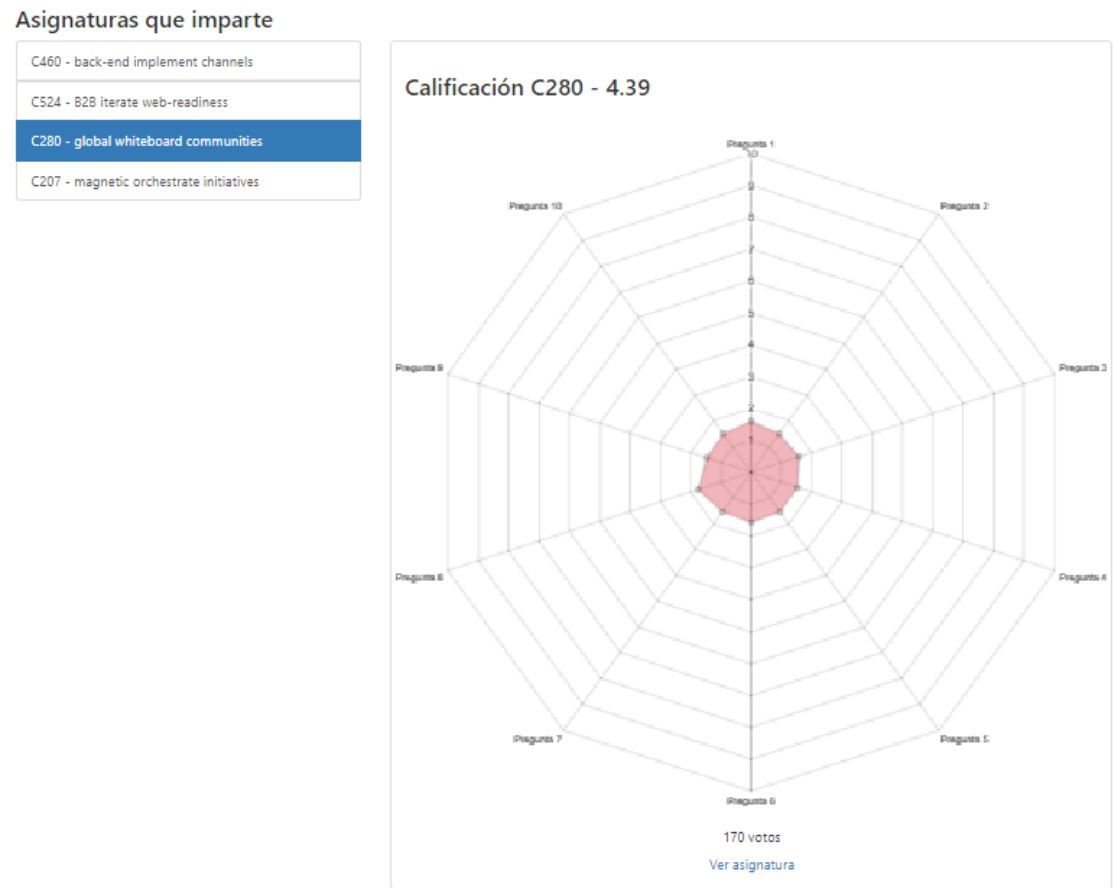 Asignaturas que imparte
C460 - back-end implement channels
C524 - B2B iterate web-readiness
C280 - global whiteboard communities
C207 - magnetic orchestrate initiatives
Calificación C280 - 4.39
Pregunta 1
10
Pregunta 10
Pregunta 2
9
8
7
6
5
4
Pregunta 9
Pregunta 3
3
2
1
Pregunta 8
Pregunta 4
Pregunta 7
Pregunta 5
Pregunta 6
170 votos
Ver asignatura